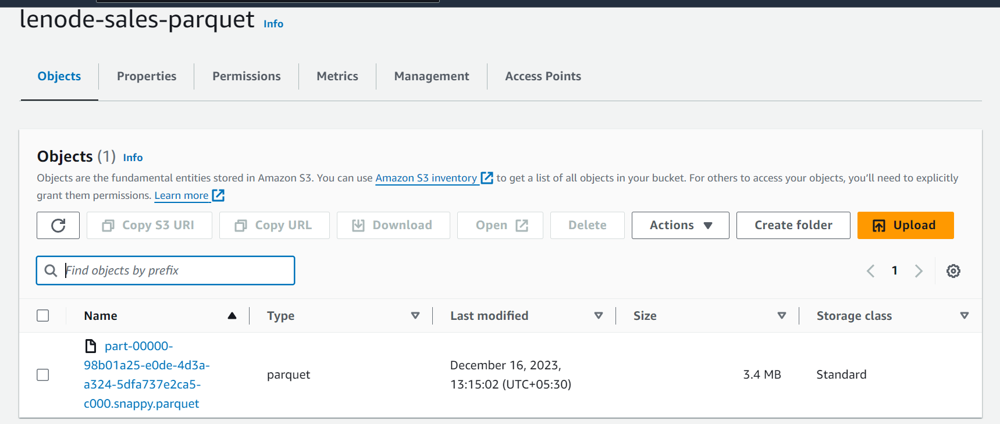 lenode-sales-parquet Info
Objects Properties Permissions Metrics Management Access Points
Objects (1) Info
Objects are the fundamental entities stored in Amazon S3. You can use Amazon S3 inventory to get a list of all objects in your bucket. For others to access your objects, you’ll need to explicitly
grant them permissions. Learn more
Copy S3 URI Copy URL Download Open Delete Actions Create folder Upload
Find objects by prefix 1
Name Type Last modified Size Storage class
part-00000-
98b01a25-e0de-4d3a-
a324-5dfa737e2ca5-
c000.snappy.parquet
parquet
December 16, 2023,
13:15:02 (UTC+05:30)
3.4 MB
Standard